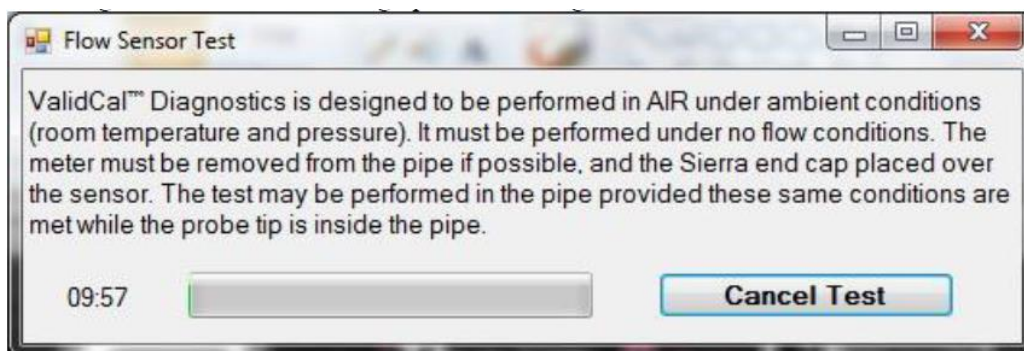 Flow Sensor Test
ValidCal™ Diagnostics is designed to be performed in AIR under ambient conditions
(room temperature and pressure). It must be performed under no flow conditions. The
meter must be removed from the pipe if possible, and the Sierra end cap placed over
the sensor. The test may be performed in the pipe provided these same conditions are
met while the probe tip is inside the pipe.
09:57
Cancel Test